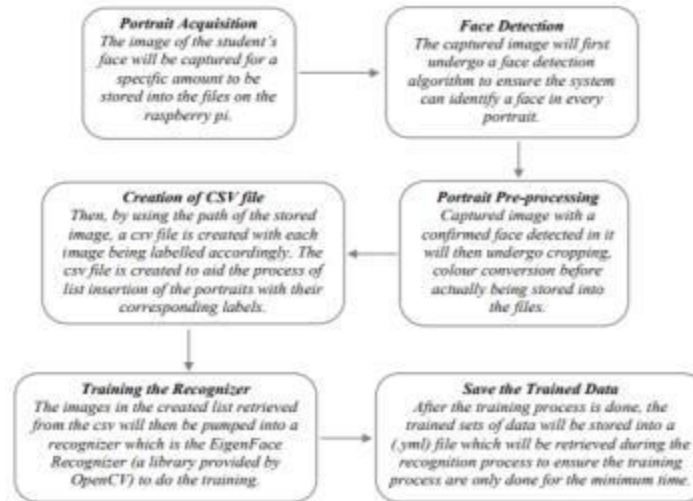 Portrait Acquisition
The image of the student's
face will be captured for a
specific amount to be
stored into the files on the
raspberry pi.
Face Detection
The captured image will first
undergo a face detection
algorithm to ensure the system
can identify a face in every
portrait.
Portrait Pre-processing
Captured image with a
confirmed face detected in it
will then undergo cropping,
colour conversion before
actually being stored into
the files.
Creation of CSV file
Then, by using the path of the stored
image, a csv file is created with each
image being labelled accordingly. The
csv file is created to aid the process of
list insertion of the portraits with their
corresponding labels.
Training the Recognizer
The images in the created list retrieved
from the csv will then be pumped into a
recognizer which is the EigenFace
Recognizer (a library provided by
OpenCV) to do the training.
Save the Trained Data
After the training process is done, the
trained sets of data will be stored into a
(.yml) file which will be retrieved during the
recognition process to ensure the training
process are only done for the minimum time.